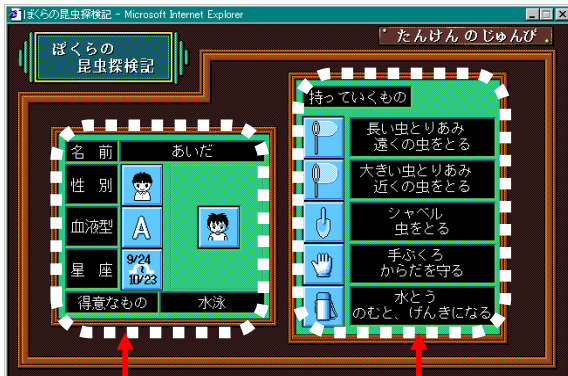 ぼくらの昆虫探検記 - Microsoft Internet Explorer
ぼくらの
昆虫探検記
たんけんのじゅんび
持っていくもの
長い虫とりあみ
遠くの虫をとる
大きい虫とりあみ
近くの虫をとる
シャベル
虫をとる
手ぶくろ
からだを守る
水とう
のむと、げんきになる
名前 あいだ
性別
血液型 A
星座 9/24
10/23
得意なもの 水泳